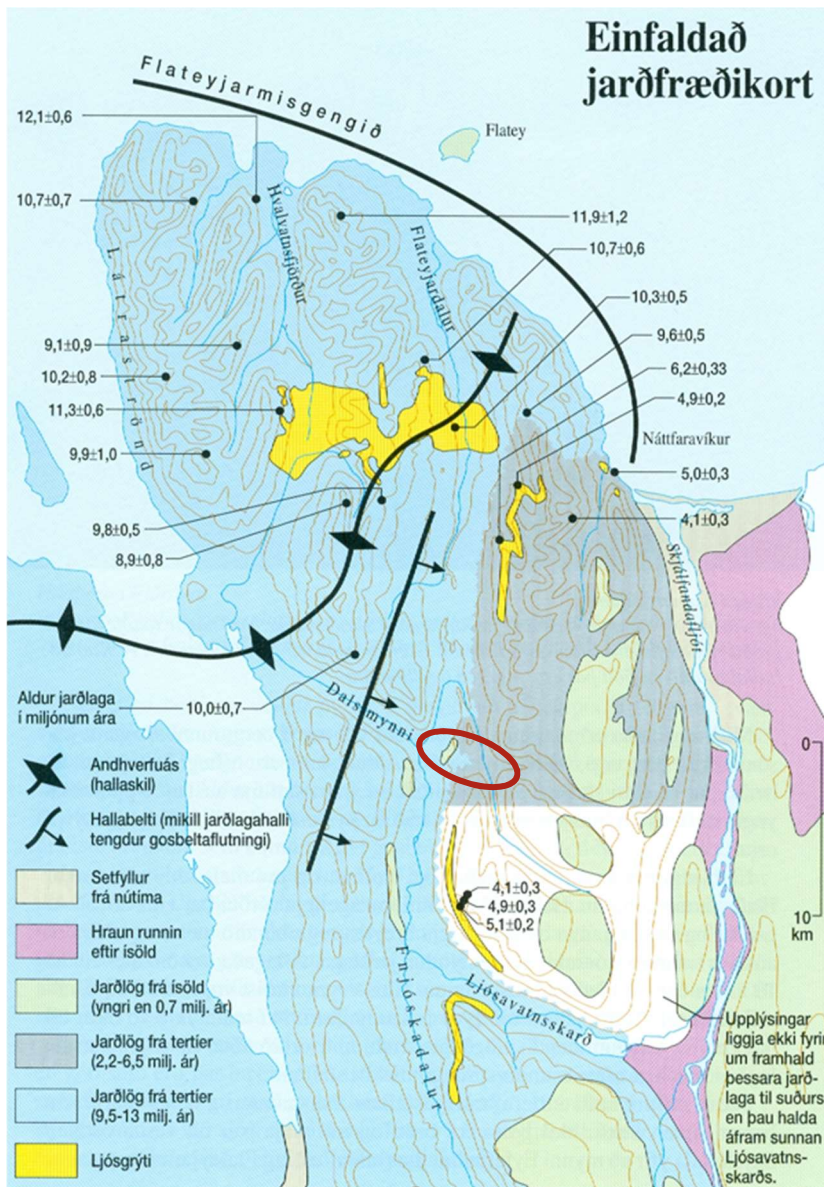 Einfaldað
jarðfræðikort
Flateyjarmisgengið
Flatey
12,1±0,6
10,7±0,7
Hvalvatnsfjörður
11,9±1,2
Flateyjardalur
10,7±0,6
Látraströnd
10,3±0,5
9,6±0,5
9,1±0,9
6,2±0,33
10,2±0,8
4,9±0,2
11,3±0,6
Náttfaravíkur
9,9±1,0
5,0±0,3
4,1±0,3
9,8±0,5
8,9±0,8
Skjálfandafljót
10,0±0,7
Dalsmynni
Aldur jarðlaga
í miljónum ára
Andhverfuás
(hallaskil)
Hallabelti (mikill jarðlagahalli
tengdur gosbeltaflutningi)
Setfyllur
frá nútíma
Hraun runnin
eftir ísöld
Jarðlög frá ísöld
(yngri en 0,7 milj. ár)
Jarðlög frá tertíer
(2,2-6,5 milj. ár)
Jarðlög frá tertíer
(9,5-13 milj. ár)
Ljósgrýti
0
10
km
4,1±0,3
4,9±0,3
5,1±0,2
Fnjóskadalur
Ljósavatnsskarð
Upplýsingar
liggja ekki fyrir
um framhald
þessara jarð-
laga til suðurs
en þau halda
áfram sunnan
Ljósavatns-
skarðs.